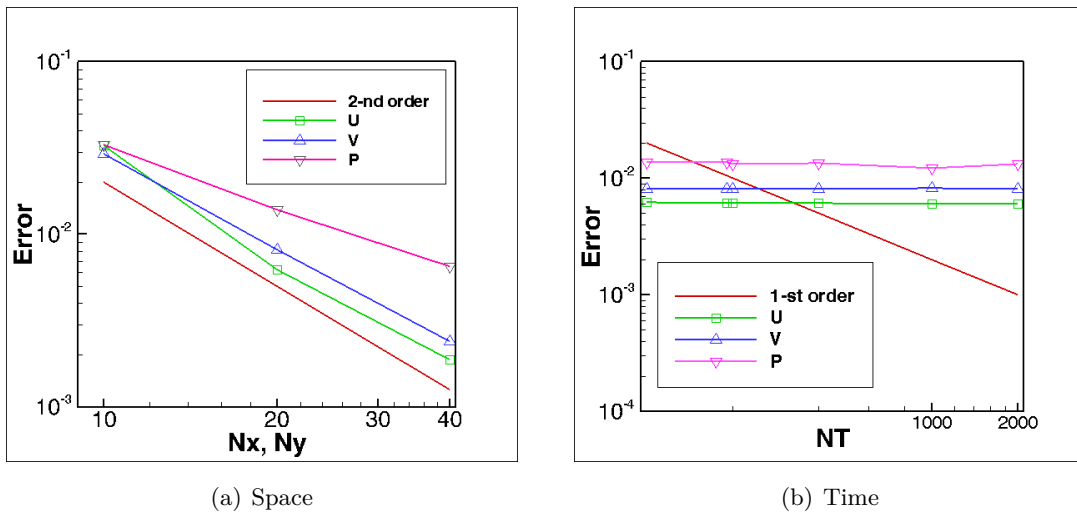 Error
10^-1
10^-2
10^-3
2-nd order
U
V
P
10
20
30
40
Nx, Ny
(a) Space
Error
10^-1
10^-2
10^-3
10^-4
1-st order
U
V
P
1000
2000
NT
(b) Time